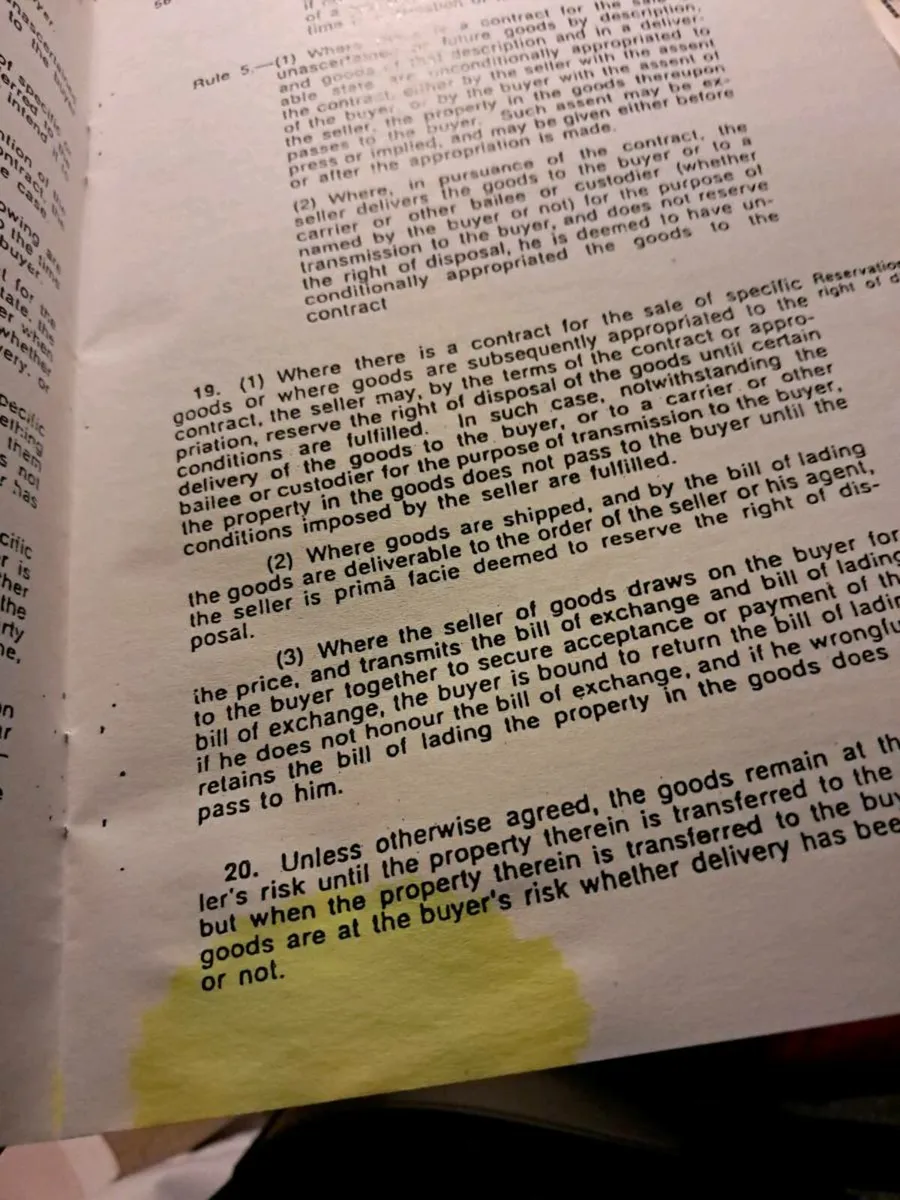 58
of a
time
Rule 5.—(1) Where a contract for the sale
unascertained future goods by description,
and goods of that description and in a deliver-
able state are unconditionally appropriated to
the contract, either by the seller with the assent
of the buyer, or by the buyer with the assent of
the seller, the property in the goods thereupon
passes to the buyer. Such assent may be ex-
press or implied, and may be given either before
or after the appropriation is made.
(2) Where, in pursuance of the contract, the
seller delivers the goods to the buyer or to a
carrier or other bailee or custodier (whether
named by the buyer or not) for the purpose of
transmission to the buyer, and does not reserve
the right of disposal, he is deemed to have un-
conditionally appropriated the goods to the
contract
Reservation
right of d
19. (1) Where there is a contract for the sale of specific
goods or where goods are subsequently appropriated to the
contract, the seller may, by the terms of the contract or appro-
priation, reserve the right of disposal of the goods until certain
conditions are fulfilled. In such case, notwithstanding the
delivery of the goods to the buyer, or to a carrier or other
bailee or custodier for the purpose of transmission to the buyer,
the property in the goods does not pass to the buyer until the
conditions imposed by the seller are fulfilled.
(2) Where goods are shipped, and by the bill of lading
the goods are deliverable to the order of the seller or his agent,
the seller is primâ facie deemed to reserve the right of dis-
posal.
(3) Where the seller of goods draws on the buyer for
the price, and transmits the bill of exchange and bill of lading
to the buyer together to secure acceptance or payment of th
bill of exchange, the buyer is bound to return the bill of ladin
if he does not honour the bill of exchange, and if he wrongfu
retains the bill of lading the property in the goods does
pass to him.
20. Unless otherwise agreed, the goods remain at th
ler's risk until the property therein is transferred to the
but when the property therein is transferred to the buy
goods are at the buyer's risk whether delivery has bee
or not.